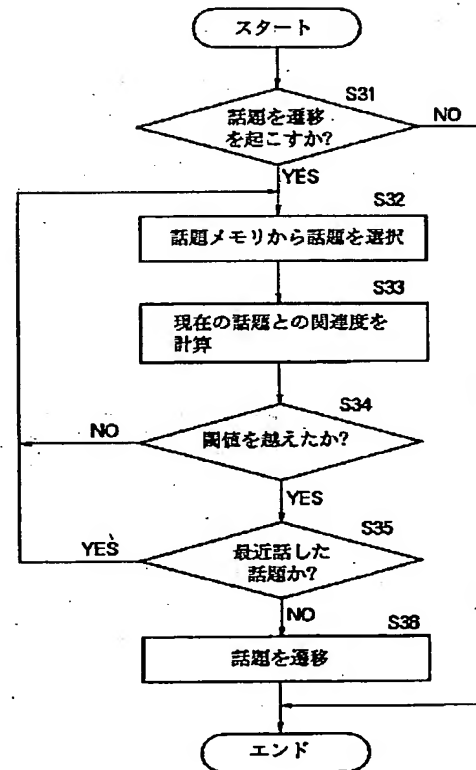 スタート
S31
話題を遷移
を起こすか?
NO
YES
S32
話題メモリから話題を選択
S33
現在の話題との関連度を
計算
S34
閾値を越えたか?
NO
YES
S35
最近話した
話題か?
YES
NO
S36
話題を遷移
エンド